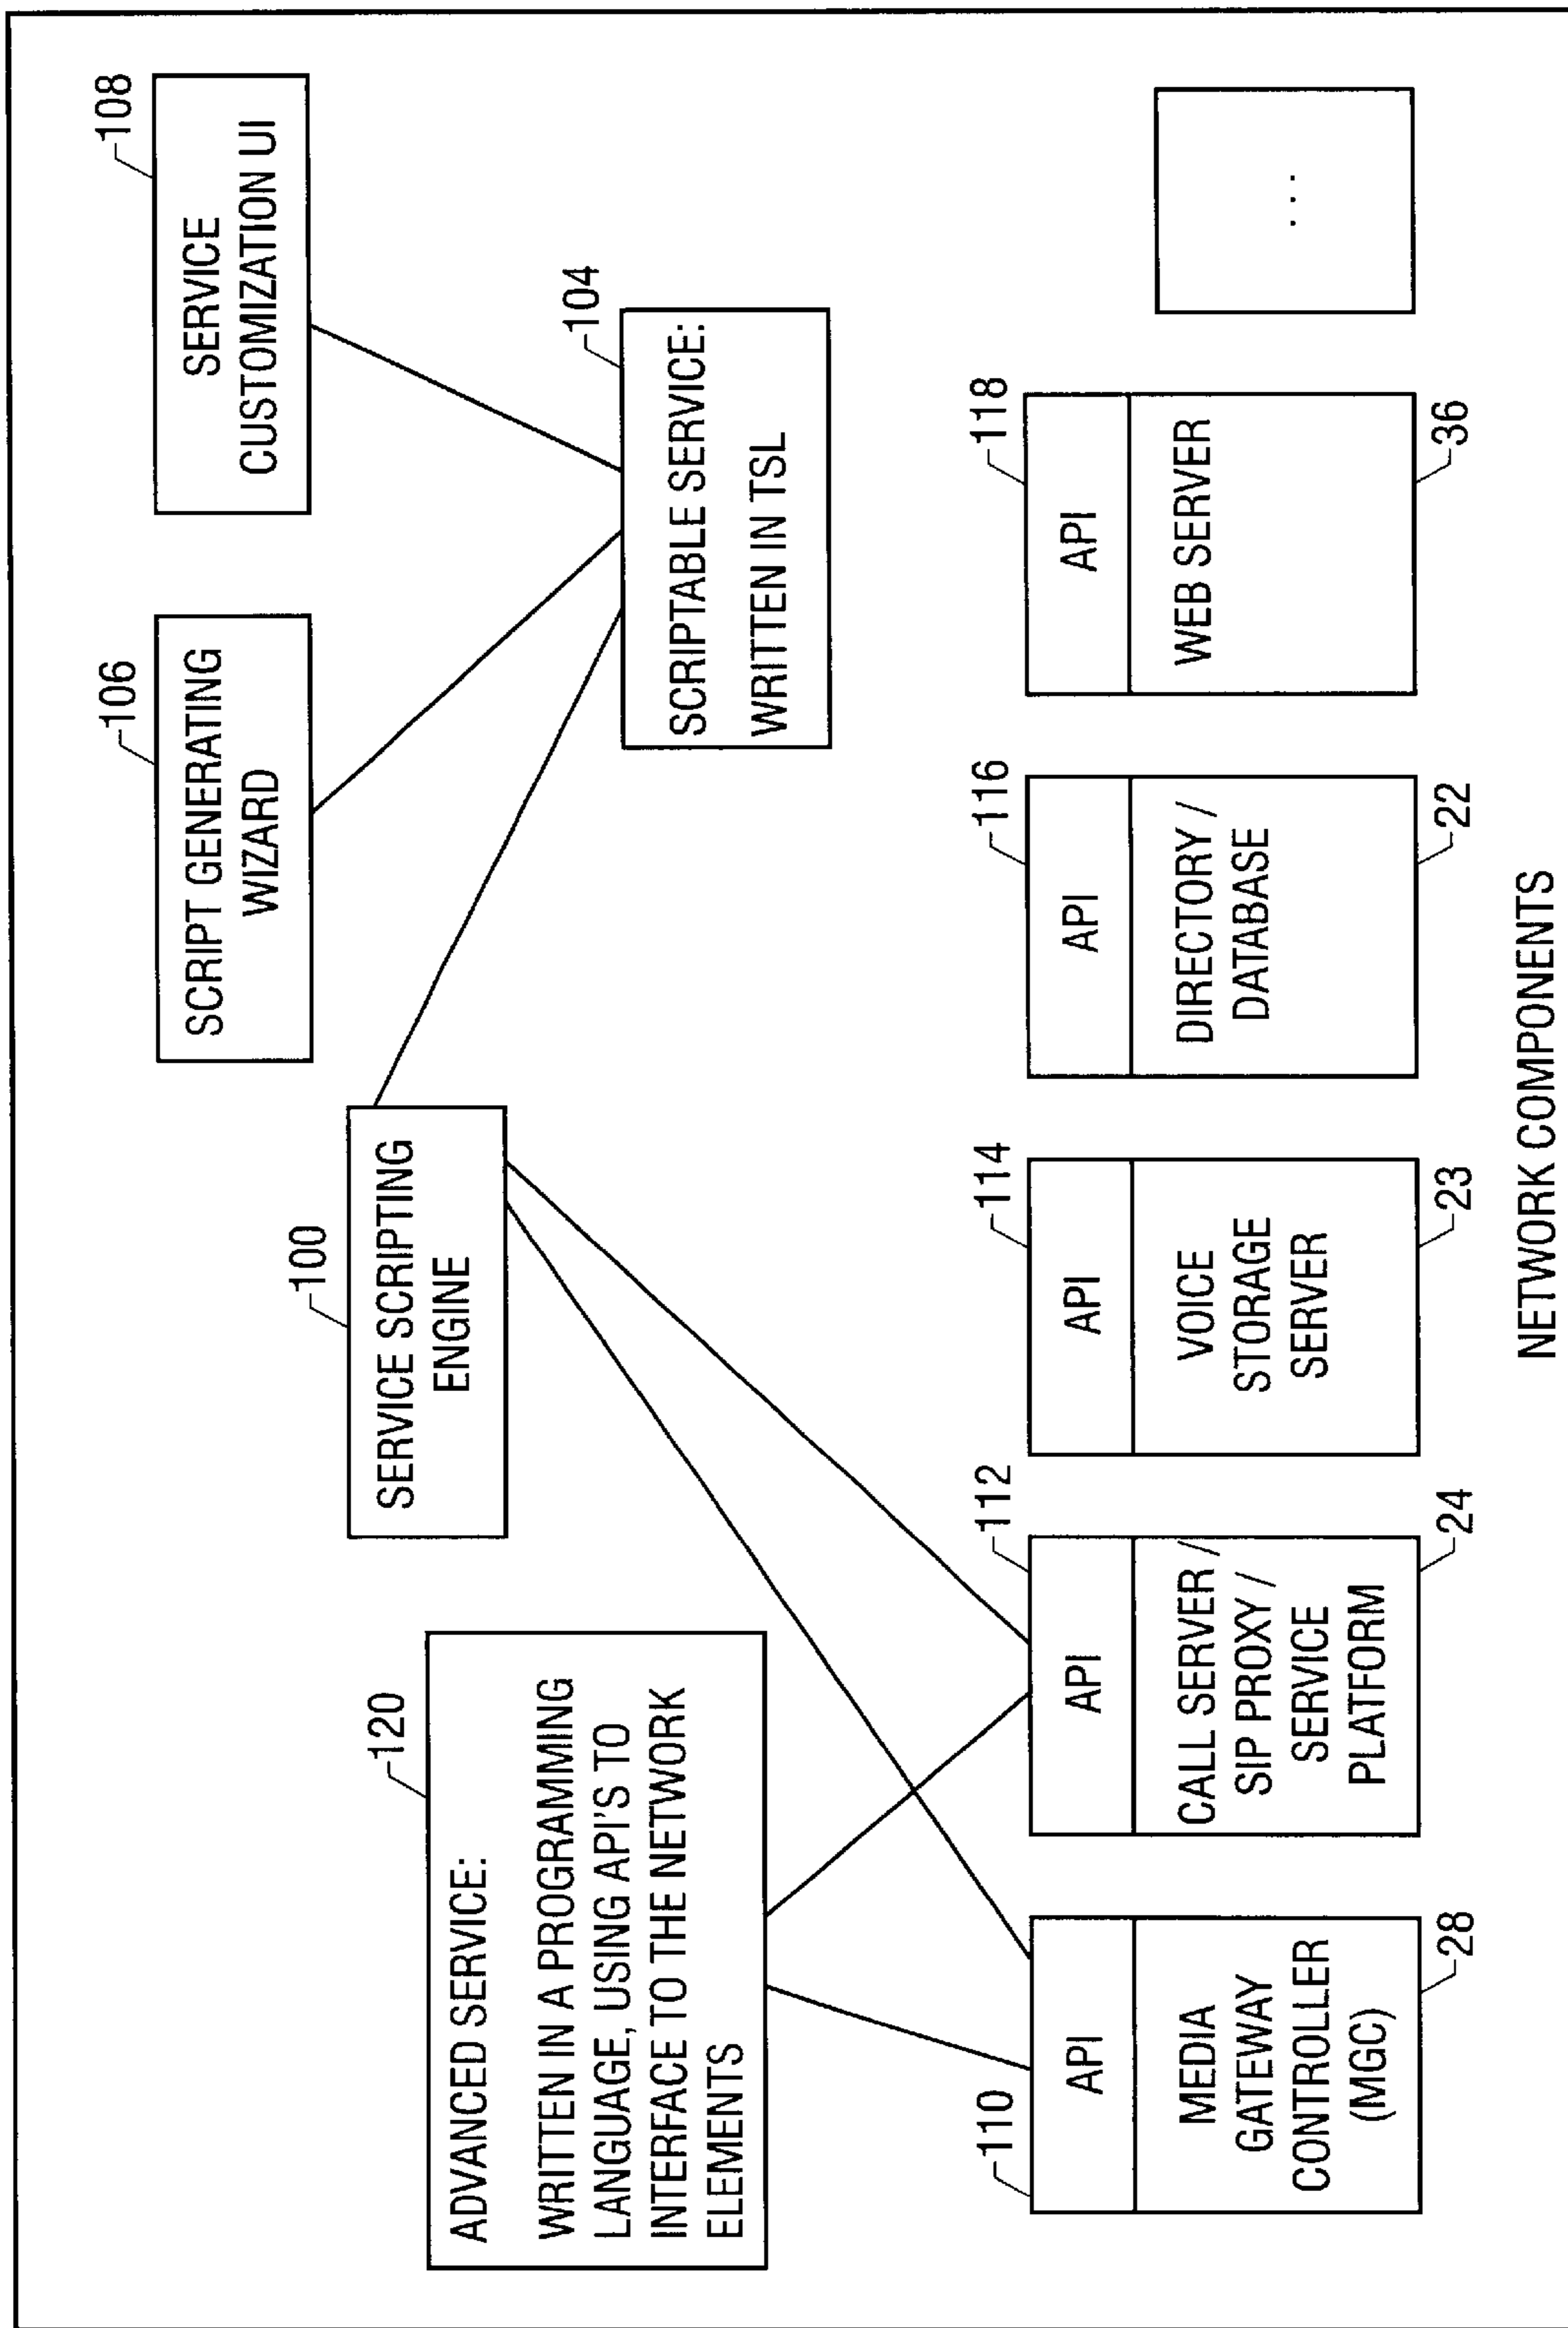 108
SERVICE
CUSTOMIZATION UI
106
SCRIPT GENERATING
WIZARD
104
SCRIPTABLE SERVICE:
WRITTEN IN TSL
100
SERVICE SCRIPTING
ENGINE
120
ADVANCED SERVICE:
WRITTEN IN A PROGRAMMING
LANGUAGE, USING API'S TO
INTERFACE TO THE NETWORK
ELEMENTS
110
API
MEDIA
GATEWAY
CONTROLLER
(MGC)
28
112
API
CALL SERVER /
SIP PROXY /
SERVICE
PLATFORM
24
114
API
VOICE
STORAGE
SERVER
23
116
API
DIRECTORY /
DATABASE
22
118
API
WEB SERVER
36
. . .
NETWORK COMPONENTS